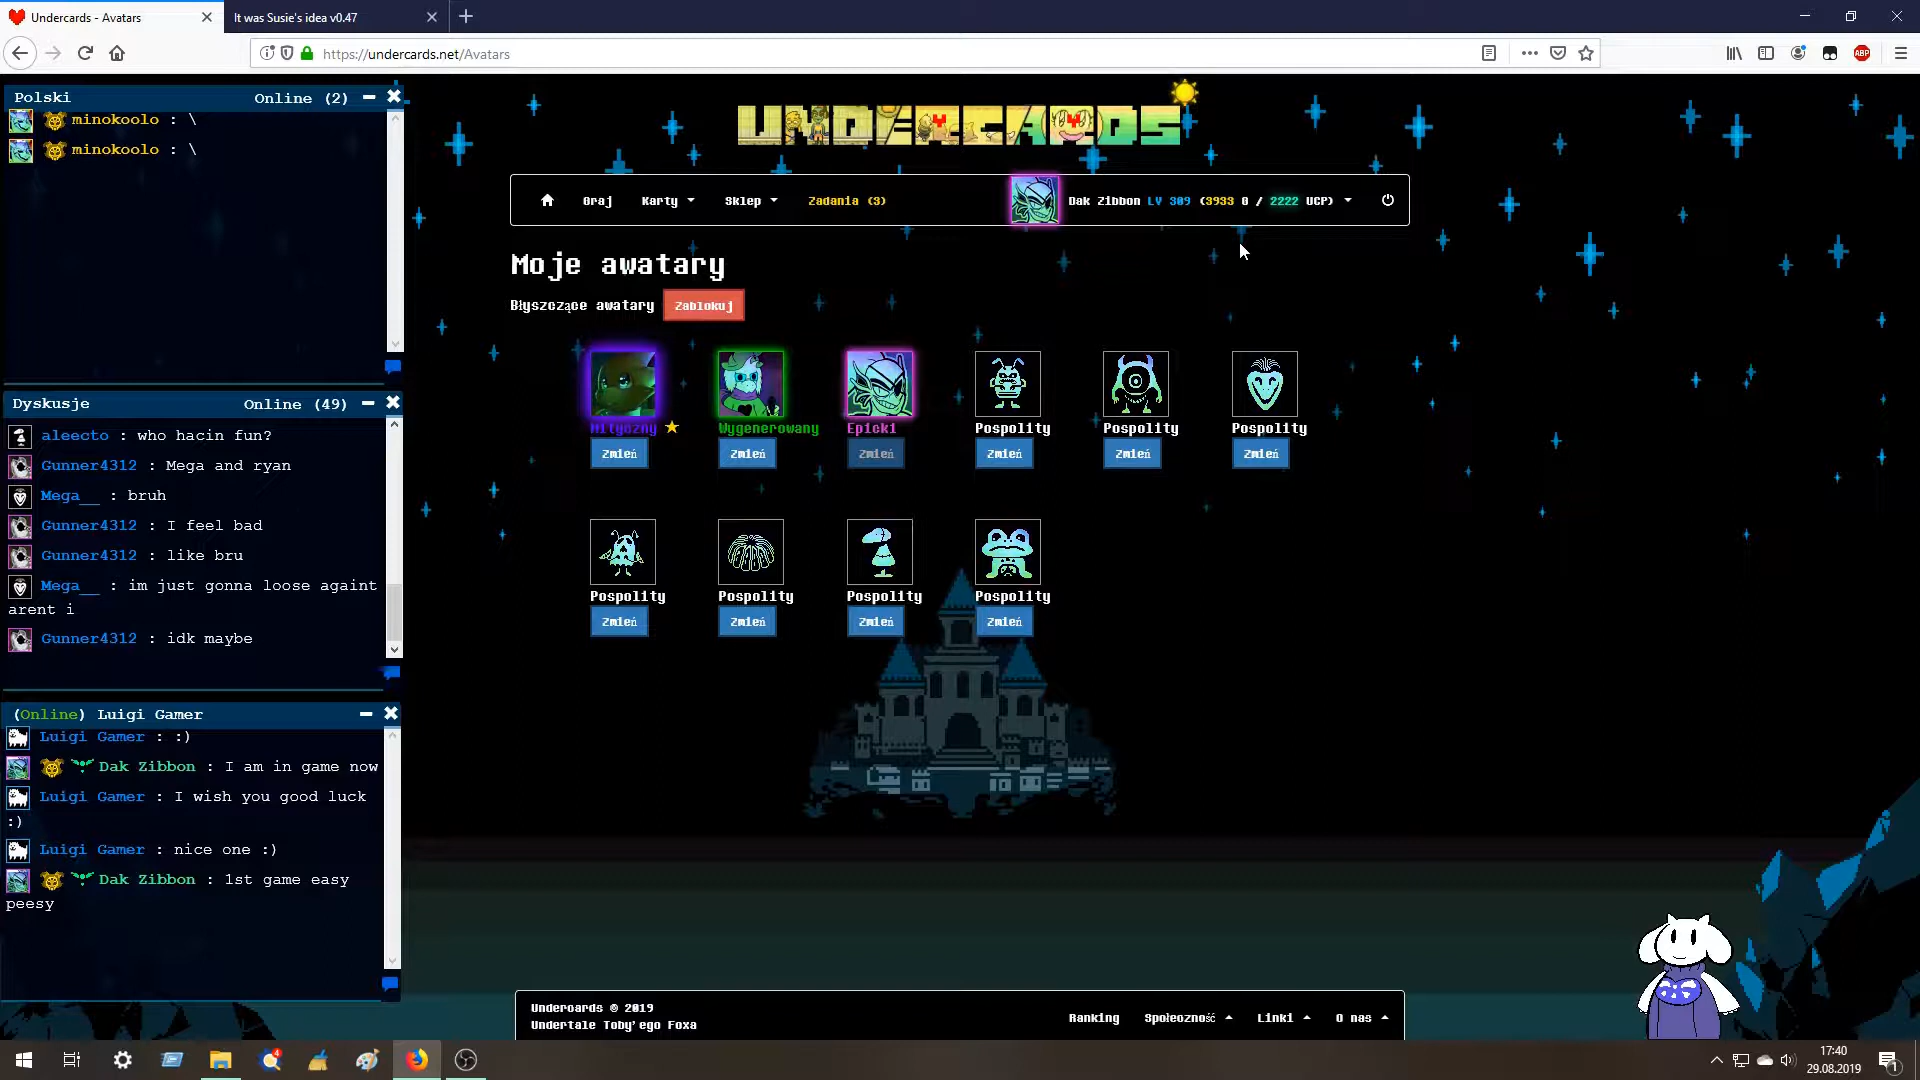 Undercards - Avatars
It was Susie's idea v0.47
https://undercards.net/Avatars
ABP
Polski Online (2)
minokoolo : \
minokoolo : \
Dyskusje Online (49)
aleecto : who hacin fun?
Gunner4312 : Mega and ryan
Mega__ : bruh
Gunner4312 : I feel bad
Gunner4312 : like bru
Mega__ : im just gonna loose againt
arent i
Gunner4312 : idk maybe
(Online) Luigi Gamer
Luigi Gamer : :)
Dak Zibbon : I am in game now
Luigi Gamer : I wish you good luck
:)
Luigi Gamer : nice one :)
Dak Zibbon : 1st game easy
peesy
UNDERCARDS
Graj Karty Sklep Zadania (3) Dak Zibbon LV 309 (3933 G / 2222 UCP)
Moje awatary
Błyszczące awatary Zablokuj
Mityczny Wygenerowany Epicki Pospolity Pospolity Pospolity
Zmień Zmień Zmień Zmień Zmień Zmień
Pospolity Pospolity Pospolity Pospolity
Zmień Zmień Zmień Zmień
Undercards © 2019
Undertale Toby'ego Foxa
Ranking Społeczność Linki O nas
4
17:40
29.08.2019
1